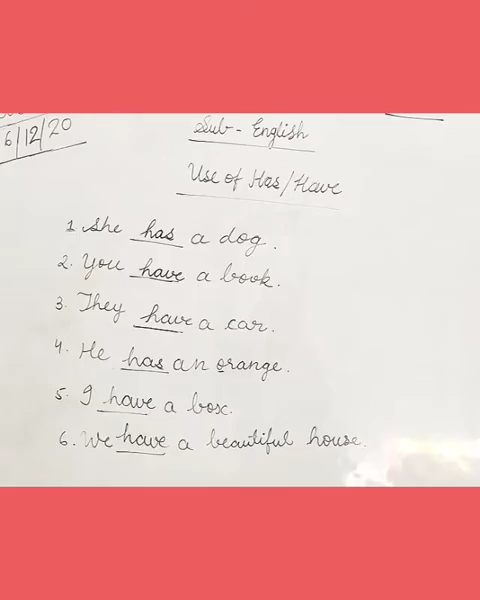 6/12/20
Sub - English
Use of Has/Have
1. She has a dog.
2. You have a book.
3. They have a car.
4. He has an orange.
5. I have a box.
6. We have a beautiful house.